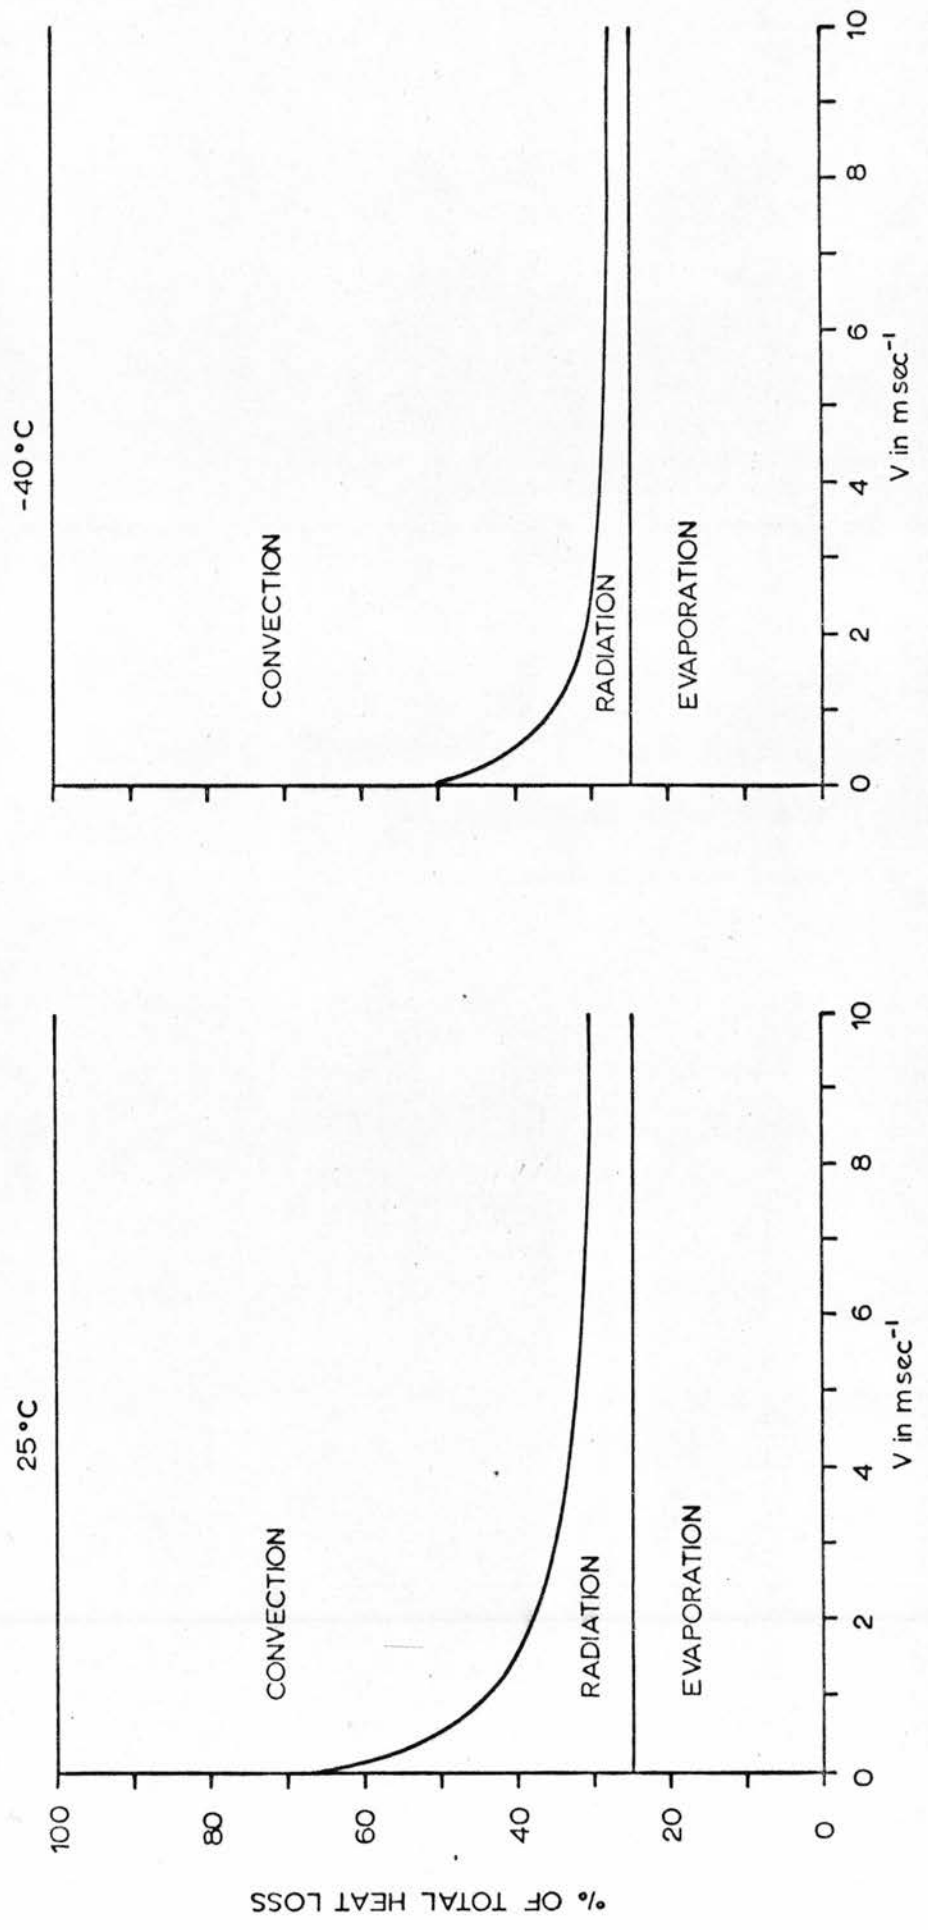 25°C
% OF TOTAL HEAT LOSS
100
80
60
40
20
0
CONVECTION
RADIATION
EVAPORATION
0 2 4 6 8 10
V in m sec⁻¹
-40°C
CONVECTION
RADIATION
EVAPORATION
0 2 4 6 8 10
V in m sec⁻¹